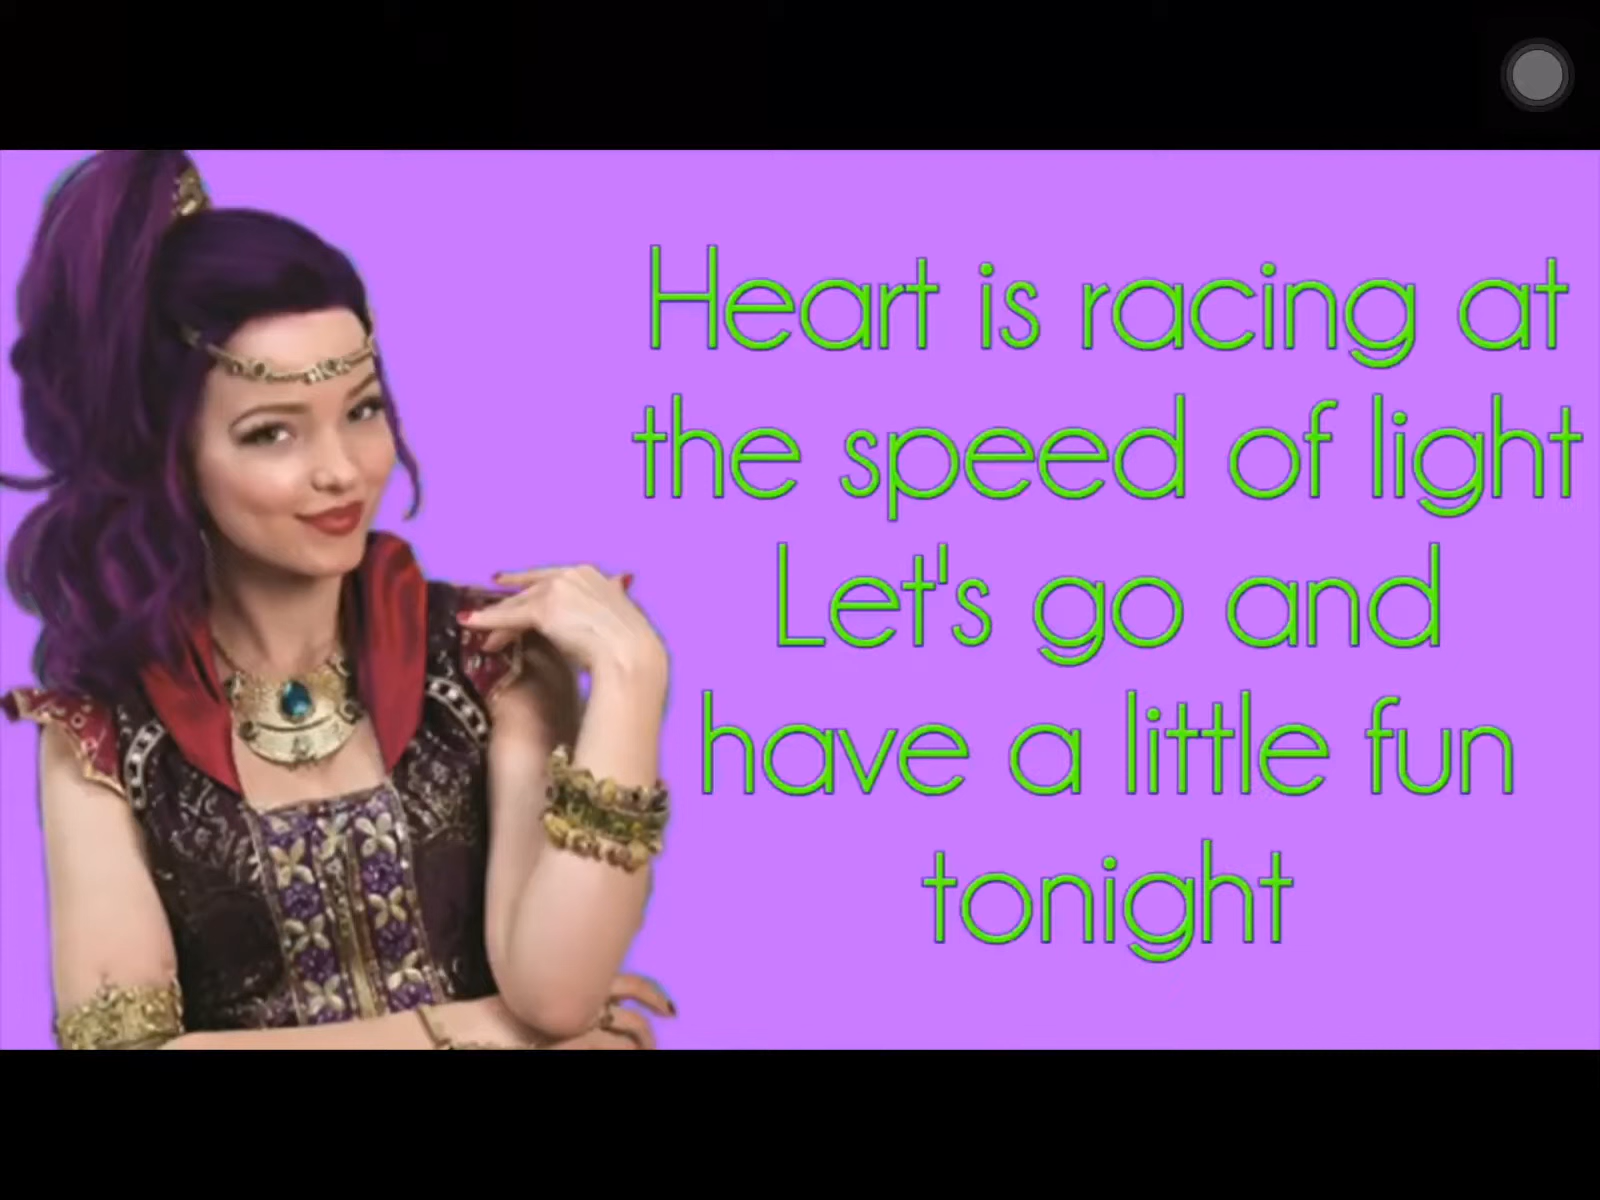 Heart is racing at
the speed of light
Let's go and
have a little fun
tonight